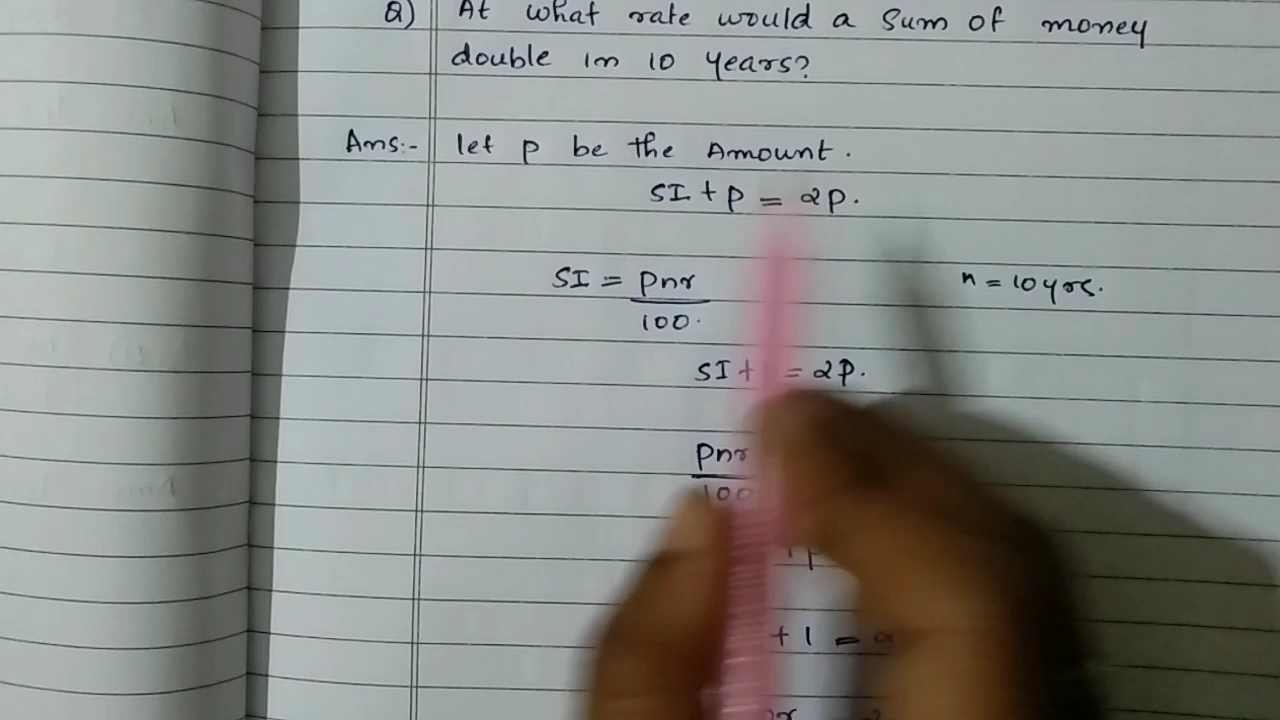 Q) At what rate would a sum of money
double in 10 years?
Ans:- let p be the Amount.
SI + p = 2p.
SI = pnr n = 10yrs.
100.
SI + = 2p.
pnr
100
+ p
+ 1 =